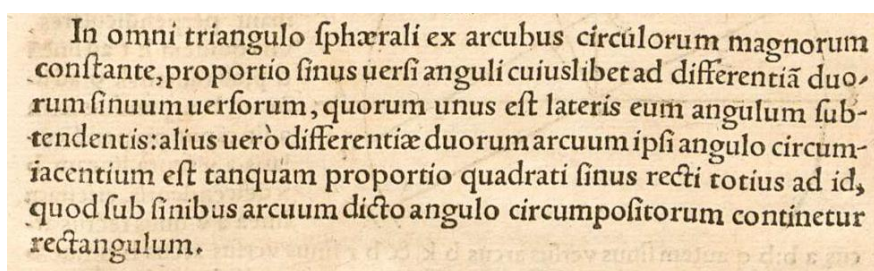 In omni triangulo ſphærali ex arcubus circulorum magnorum
conſtante, proportio ſinus uerſi anguli cuiuslibet ad differentiã duo-
rum ſinuum uerſorum, quorum unus eſt lateris eum angulum ſub-
tendentis: alius uerò differentiæ duorum arcuum ipſi angulo circum-
iacentium eſt tanquam proportio quadrati ſinus recti totius ad id,
quod ſub ſinibus arcuum dicto angulo circumpoſitorum continetur
rectangulum.